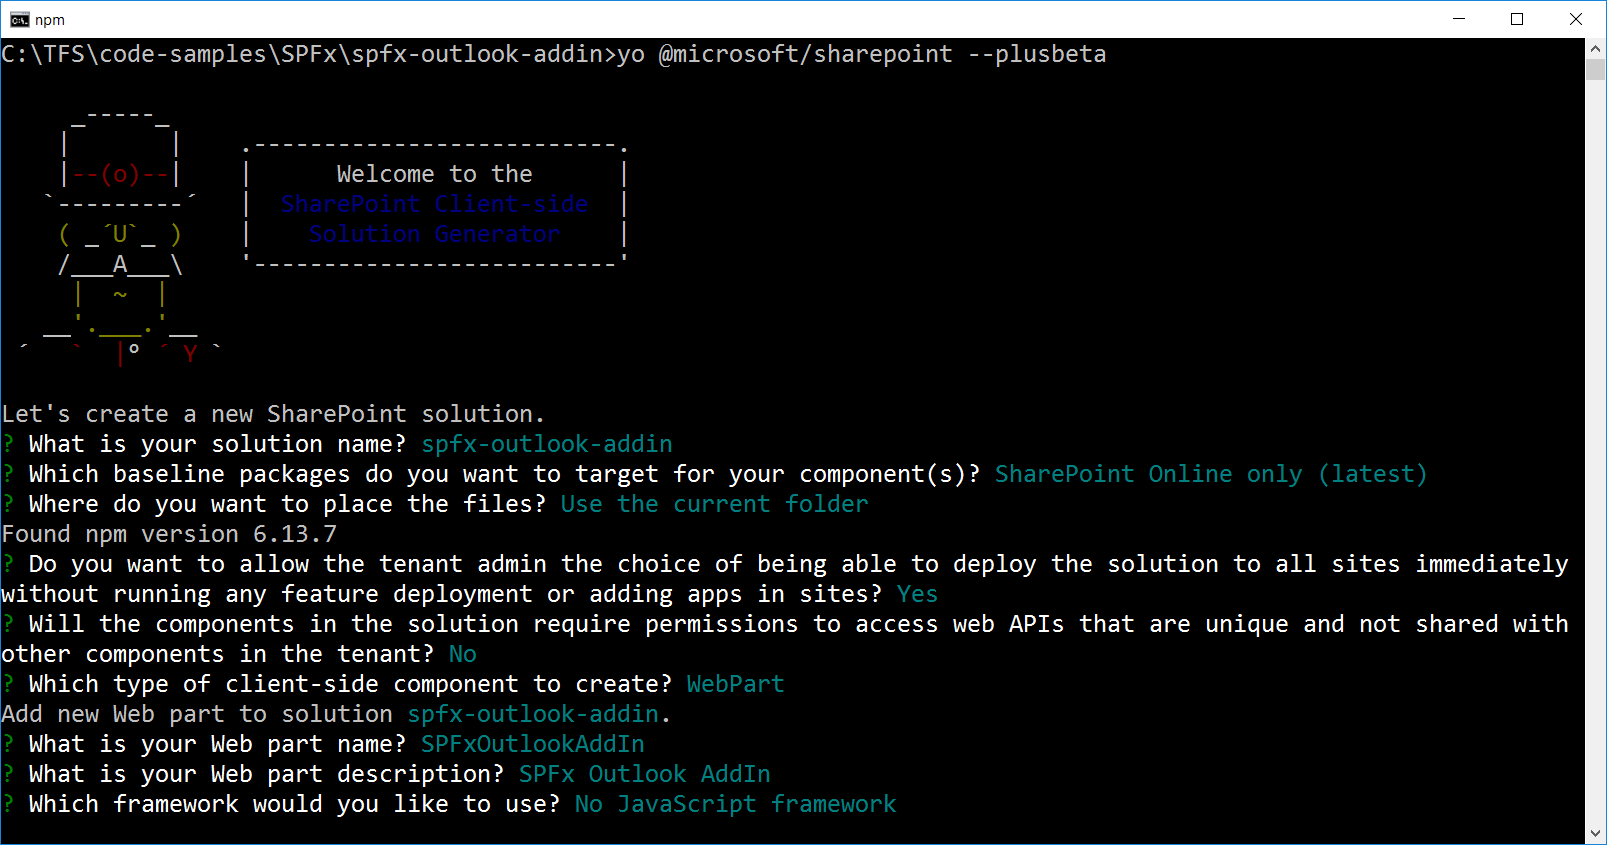 npm
C:\TFS\code-samples\SPFx\spfx-outlook-addin>yo @microsoft/sharepoint --plusbeta
     _-----_
    |       |    .--------------------------.
    |--(o)--|    |      Welcome to the      |
   `---------´   |  SharePoint Client-side  |
    ( _´U`_ )    |    Solution Generator    |
    /___A___\    '--------------------------'
     |  ~  |
   __'.___.'__
 ´   `  |° ´ Y `
Let's create a new SharePoint solution.
? What is your solution name? spfx-outlook-addin
? Which baseline packages do you want to target for your component(s)? SharePoint Online only (latest)
? Where do you want to place the files? Use the current folder
Found npm version 6.13.7
? Do you want to allow the tenant admin the choice of being able to deploy the solution to all sites immediately
without running any feature deployment or adding apps in sites? Yes
? Will the components in the solution require permissions to access web APIs that are unique and not shared with
other components in the tenant? No
? Which type of client-side component to create? WebPart
Add new Web part to solution spfx-outlook-addin.
? What is your Web part name? SPFxOutlookAddIn
? What is your Web part description? SPFx Outlook AddIn
? Which framework would you like to use? No JavaScript framework